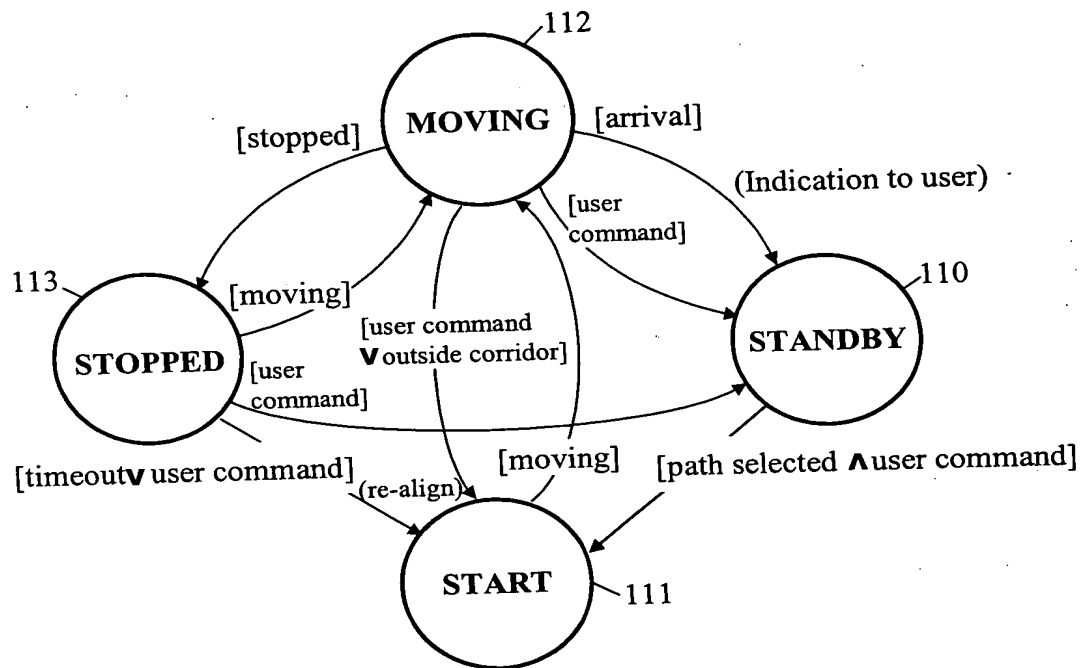 112
MOVING
[stopped]
[arrival]
(Indication to user)
[user
command]
113
110
[moving]
[user command
V outside corridor]
STOPPED
STANDBY
[user
command]
[timeout V user command]
[moving]
[path selected Λ user command]
(re-align)
START
111